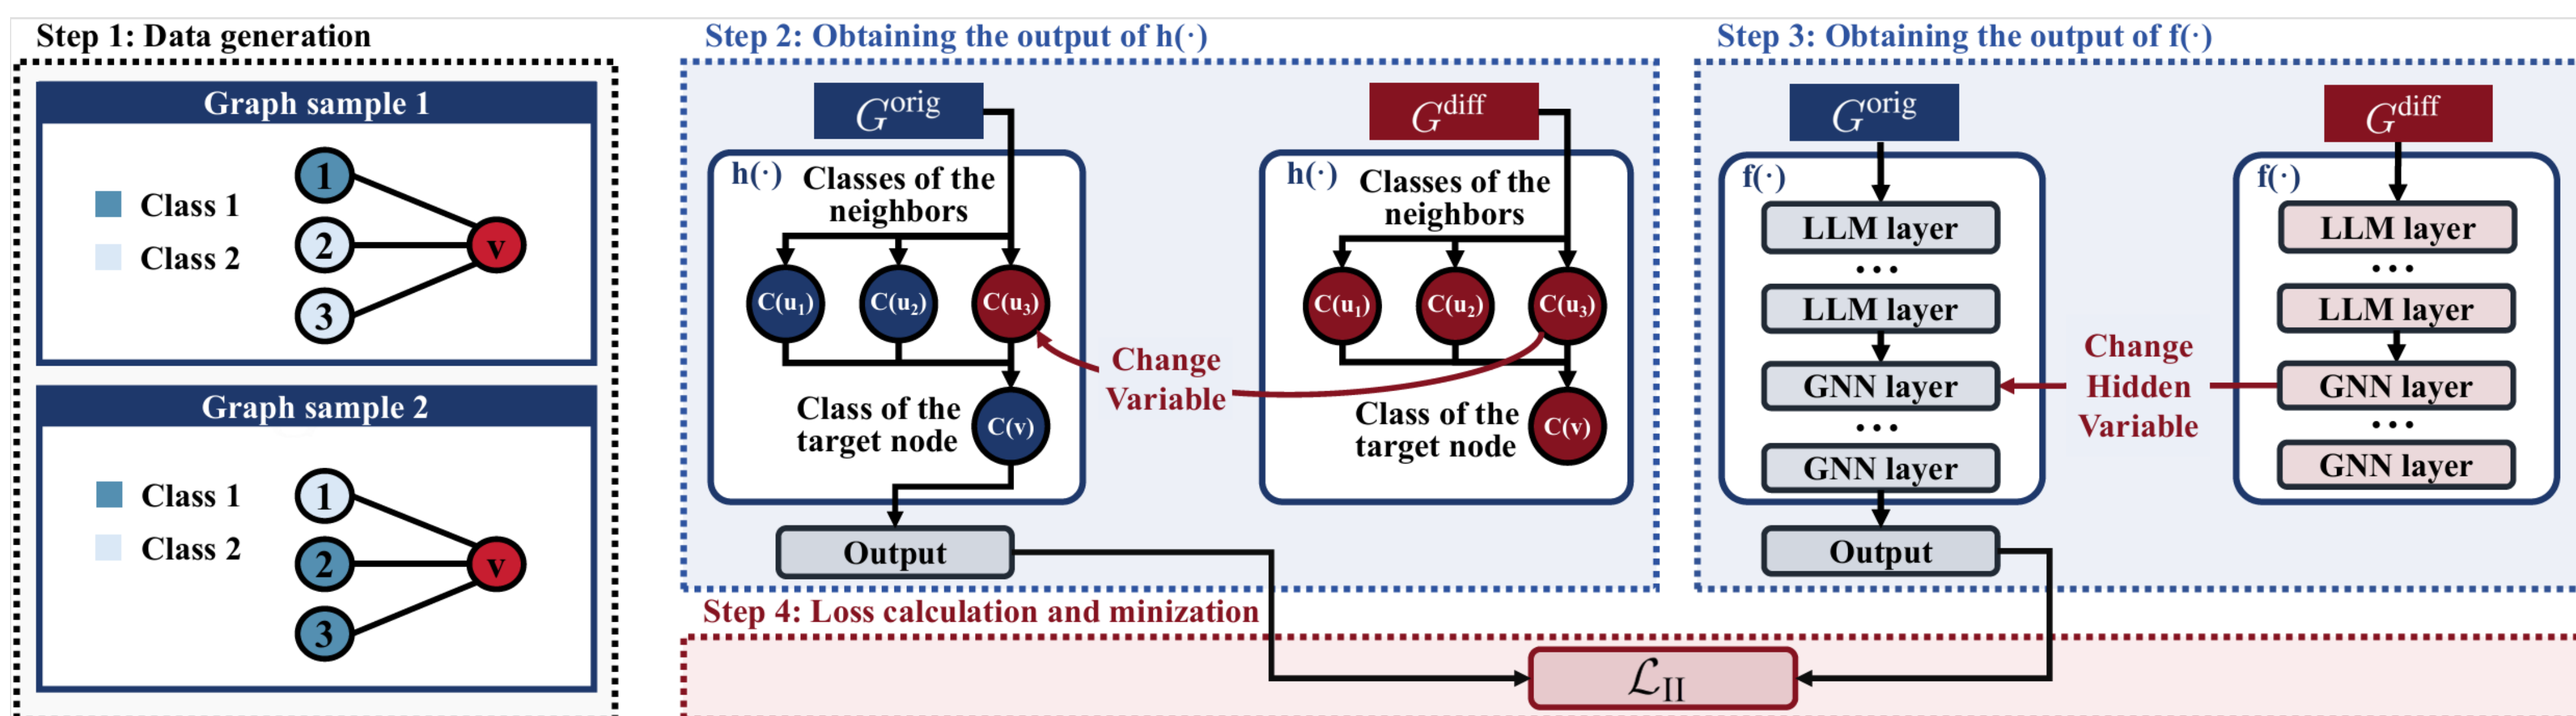 Step 1: Data generation
Graph sample 1
Class 1
Class 2
1
2
3
v
Graph sample 2
Class 1
Class 2
1
2
3
v
Step 2: Obtaining the output of h(·)
G^orig
h(·)
Classes of the
neighbors
C(u₁)
C(u₂)
C(u₃)
Class of the
target node
C(v)
Output
Change
Variable
G^diff
h(·)
Classes of the
neighbors
C(u₁)
C(u₂)
C(u₃)
Class of the
target node
C(v)
Step 3: Obtaining the output of f(·)
G^orig
f(·)
LLM layer
...
LLM layer
GNN layer
...
GNN layer
Output
Change
Hidden
Variable
G^diff
f(·)
LLM layer
...
LLM layer
GNN layer
...
GNN layer
Step 4: Loss calculation and minization
ℒ_II